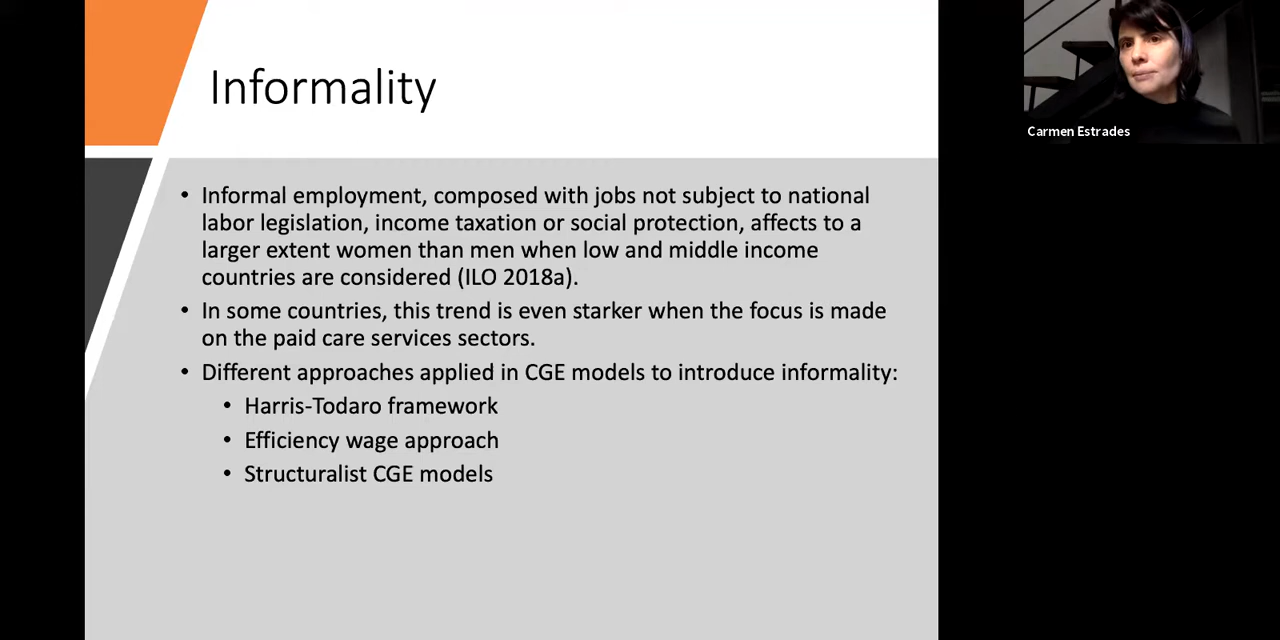 Informality
• Informal employment, composed with jobs not subject to national
labor legislation, income taxation or social protection, affects to a
larger extent women than men when low and middle income
countries are considered (ILO 2018a).
• In some countries, this trend is even starker when the focus is made
on the paid care services sectors.
• Different approaches applied in CGE models to introduce informality:
• Harris-Todaro framework
• Efficiency wage approach
• Structuralist CGE models
Carmen Estrades